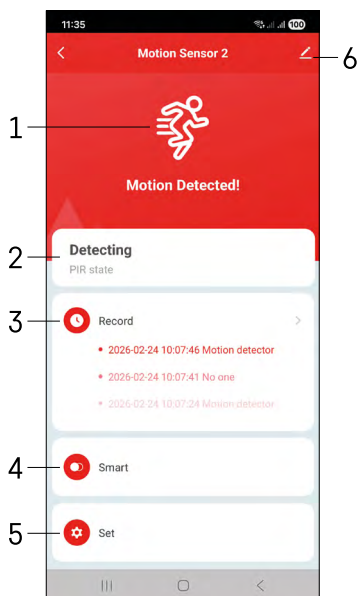 11:35
100
Motion Sensor 2
6
1
Motion Detected!
Detecting
2
PIR state
3
Record
2026-02-24 10:07:46 Motion detector
2026-02-24 10:07:41 No one
2026-02-24 10:07:24 Motion detector
4
Smart
5
Set